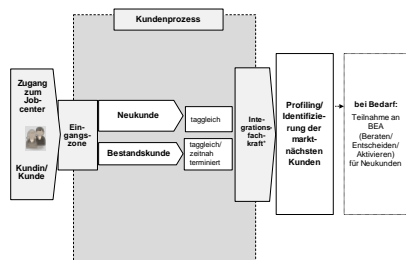 Kundenprozess
Zugang
zum
Job-
center
Kundin/
Kunde
Ein-
gangs-
zone
Neukunde
taggleich
Bestandskunde
taggleich/
zeitnah
terminiert
Inte-
grations-
fach-
kraft*
Profiling/
Identifizie-
rung der
markt-
nächsten
Kunden
bei Bedarf:
Teilnahme an
BEA
(Beraten/
Entscheiden/
Aktivieren)
für Neukunden